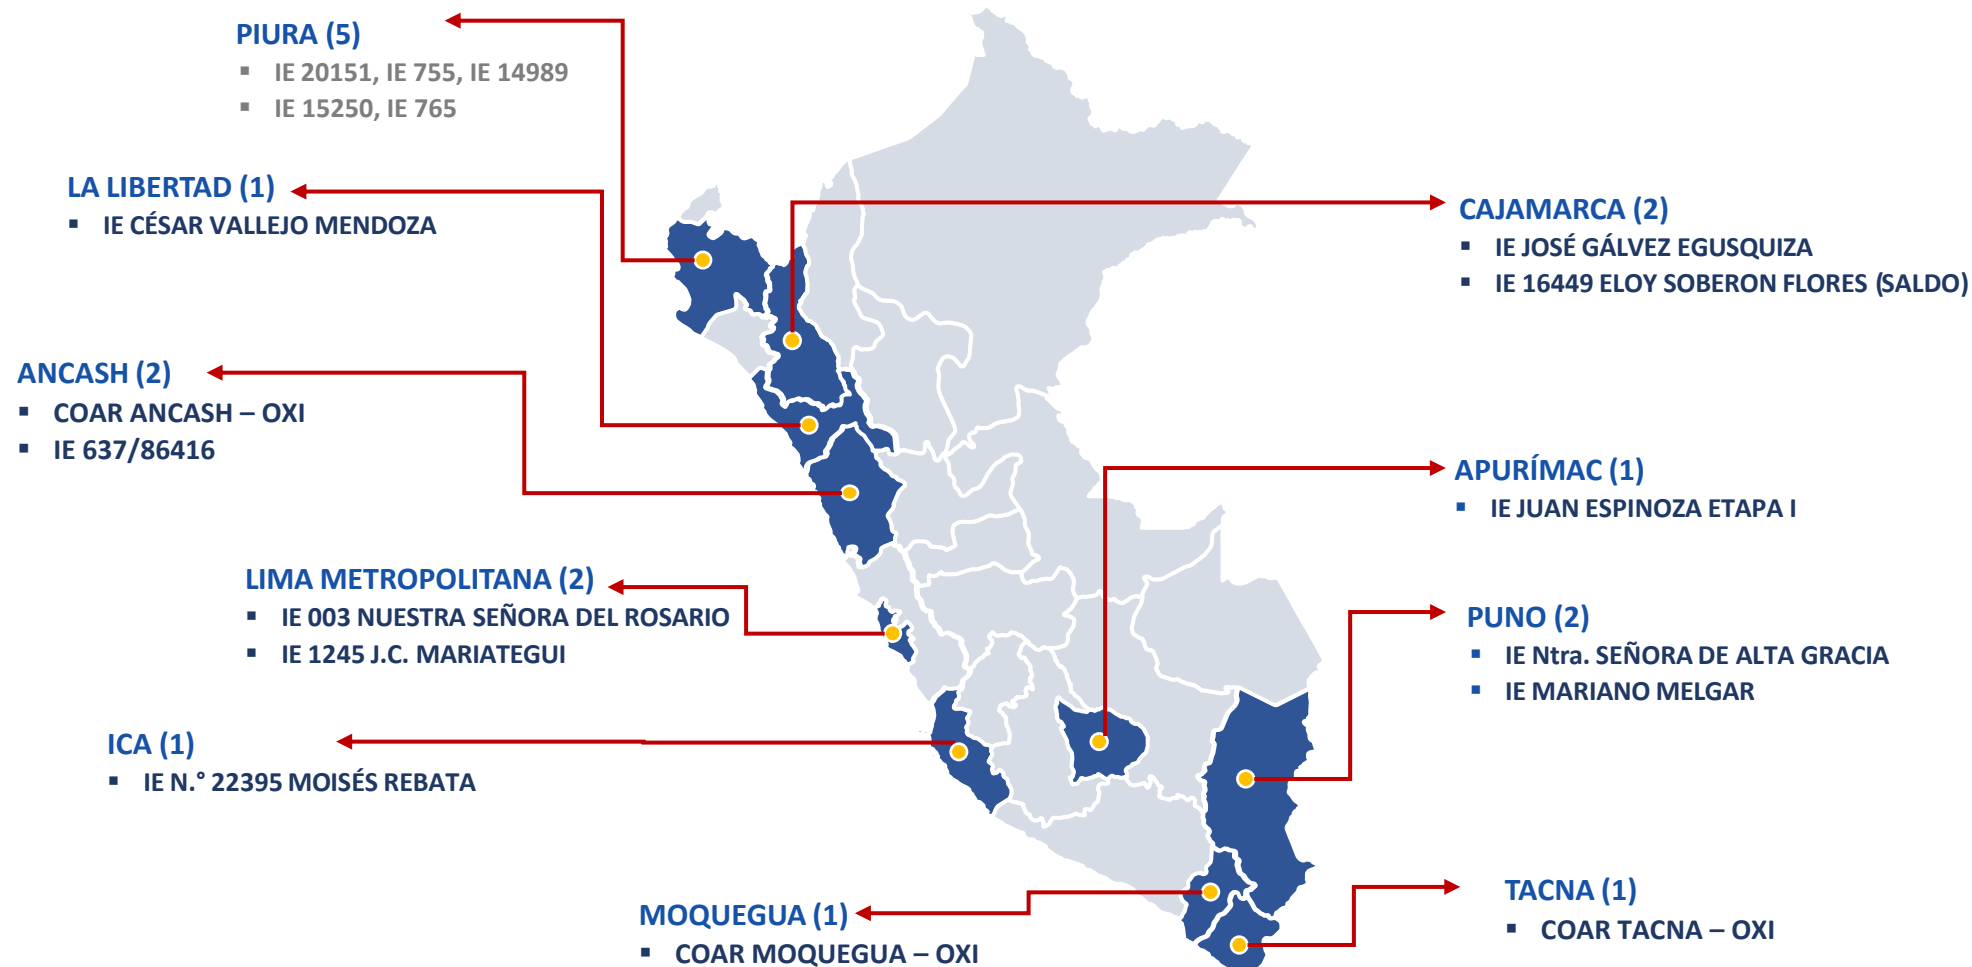 PIURA (5)
▪ IE 20151, IE 755, IE 14989
▪ IE 15250, IE 765
LA LIBERTAD (1)
▪ IE CÉSAR VALLEJO MENDOZA
ANCASH (2)
▪ COAR ANCASH – OXI
▪ IE 637/86416
LIMA METROPOLITANA (2)
▪ IE 003 NUESTRA SEÑORA DEL ROSARIO
▪ IE 1245 J.C. MARIATEGUI
ICA (1)
▪ IE N.° 22395 MOISÉS REBATA
MOQUEGUA (1)
▪ COAR MOQUEGUA – OXI
CAJAMARCA (2)
▪ IE JOSÉ GÁLVEZ EGUSQUIZA
▪ IE 16449 ELOY SOBERON FLORES (SALDO)
APURÍMAC (1)
▪ IE JUAN ESPINOZA ETAPA I
PUNO (2)
▪ IE Ntra. SEÑORA DE ALTA GRACIA
▪ IE MARIANO MELGAR
TACNA (1)
▪ COAR TACNA – OXI